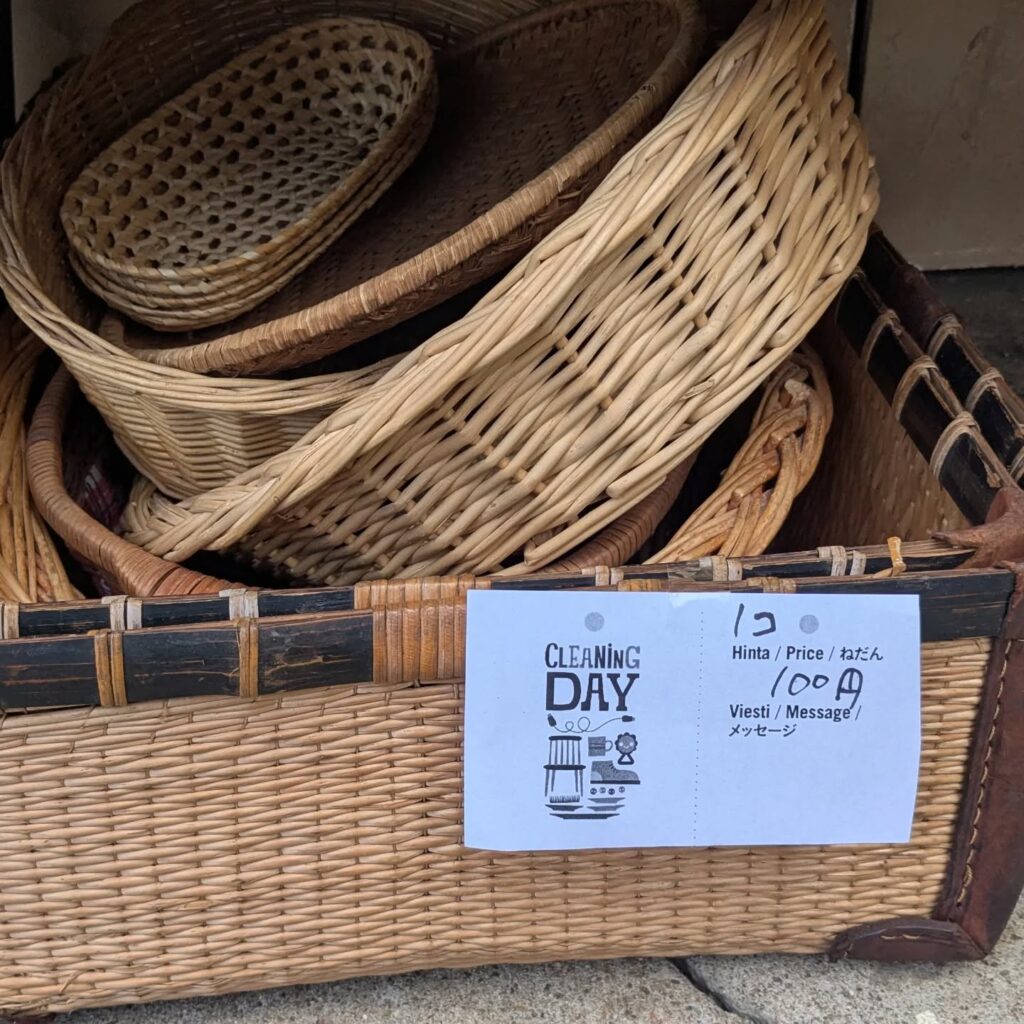 CLEANiNG
DAY
1コ
Hinta / Price / ねだん
100円
Viesti / Message /
メッセージ